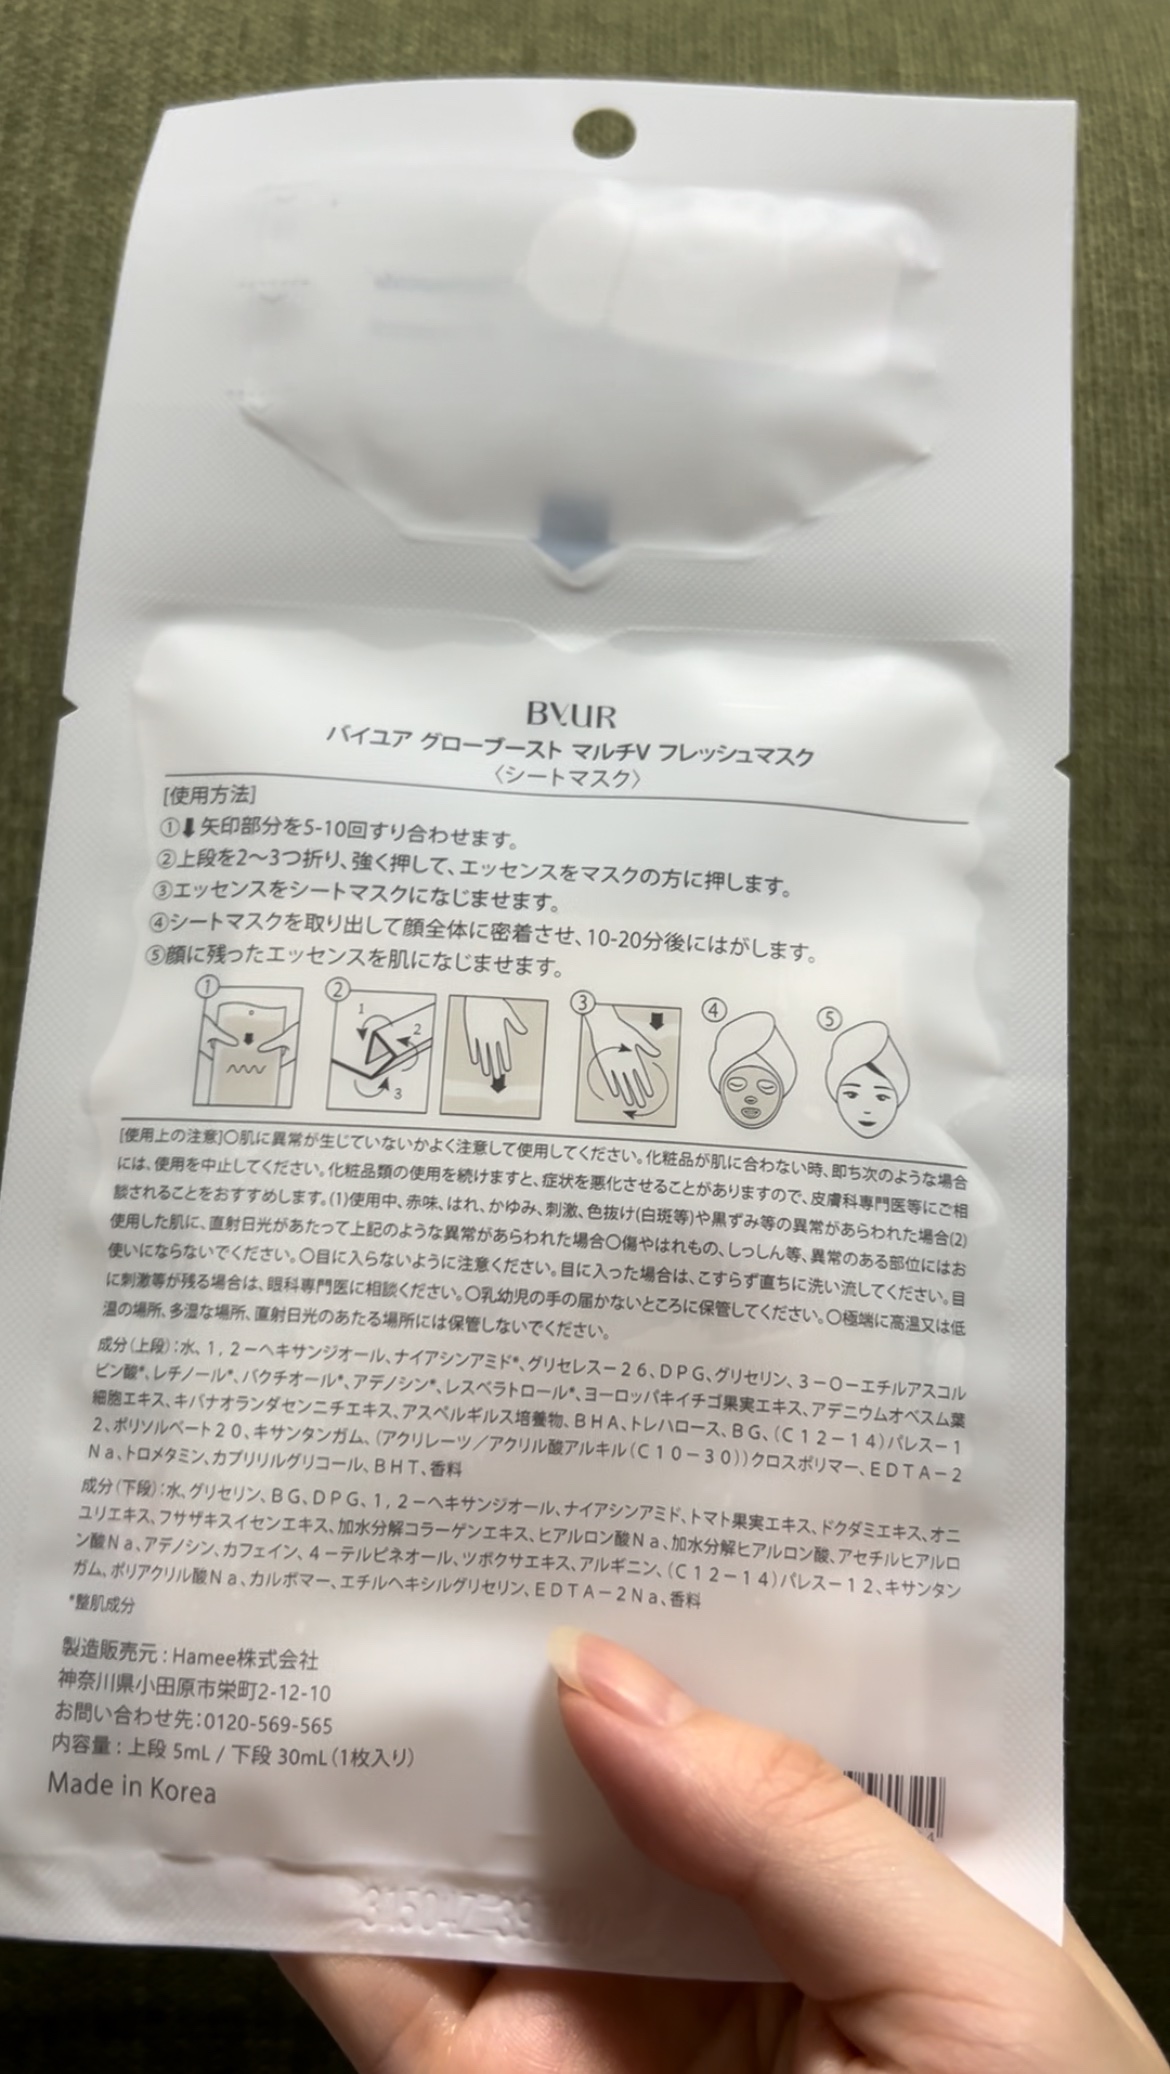 BYUR
バイユア グローブースト マルチV フレッシュマスク
〈シートマスク〉
[使用方法]
①⬇矢印部分を5-10回すり合わせます。
②上段を2〜3つ折り、強く押して、エッセンスをマスクの方に押します。
③エッセンスをシートマスクになじませます。
④シートマスクを取り出して顔全体に密着させ、10-20分後にはがします。
⑤顔に残ったエッセンスを肌になじませます。
① ② ③ ④ ⑤
1 2 3
[使用上の注意]〇肌に異常が生じていないかよく注意して使用してください。化粧品が肌に合わない時、即ち次のような場合
には、使用を中止してください。化粧品類の使用を続けますと、症状を悪化させることがありますので、皮膚科専門医等にご相
談されることをおすすめします。(1)使用中、赤味、はれ、かゆみ、刺激、色抜け(白斑等)や黒ずみ等の異常があらわれた場合(2)
使用した肌に、直射日光があたって上記のような異常があらわれた場合〇傷やはれもの、しっしん等、異常のある部位にはお
使いにならないでください。〇目に入らないように注意ください。目に入った場合は、こすらず直ちに洗い流してください。目
に刺激等が残る場合は、眼科専門医に相談ください。〇乳幼児の手の届かないところに保管してください。〇極端に高温又は低
温の場所、多湿な場所、直射日光のあたる場所には保管しないでください。
成分(上段):水、1,2-ヘキサンジオール、ナイアシンアミド*、グリセレス-26、DPG、グリセリン、3-O-エチルアスコル
ビン酸*、レチノール*、バクチオール*、アデノシン*、レスベラトロール*、ヨーロッパキイチゴ果実エキス、アデニウムオベスム葉
細胞エキス、キバナオランダセンニチエキス、アスペルギルス培養物、BHA、トレハロース、BG、(C12-14)パレス-1
2、ポリソルベート20、キサンタンガム、(アクリレーツ/アクリル酸アルキル(C10-30))クロスポリマー、EDTA-2
Na、トロメタミン、カプリリルグリコール、BHT、香料
成分(下段):水、グリセリン、BG、DPG、1,2-ヘキサンジオール、ナイアシンアミド、トマト果実エキス、ドクダミエキス、オニ
ユリエキス、フサザキスイセンエキス、加水分解コラーゲンエキス、ヒアルロン酸Na、加水分解ヒアルロン酸、アセチルヒアルロ
ン酸Na、アデノシン、カフェイン、4-テルピネオール、ツボクサエキス、アルギニン、(C12-14)パレス-12、キサンタン
ガム、ポリアクリル酸Na、カルボマー、エチルヘキシルグリセリン、EDTA-2Na、香料
*整肌成分
製造販売元:Hamee株式会社
神奈川県小田原市栄町2-12-10
お問い合わせ先:0120-569-565
内容量:上段 5mL / 下段 30mL(1枚入り)
Made in Korea